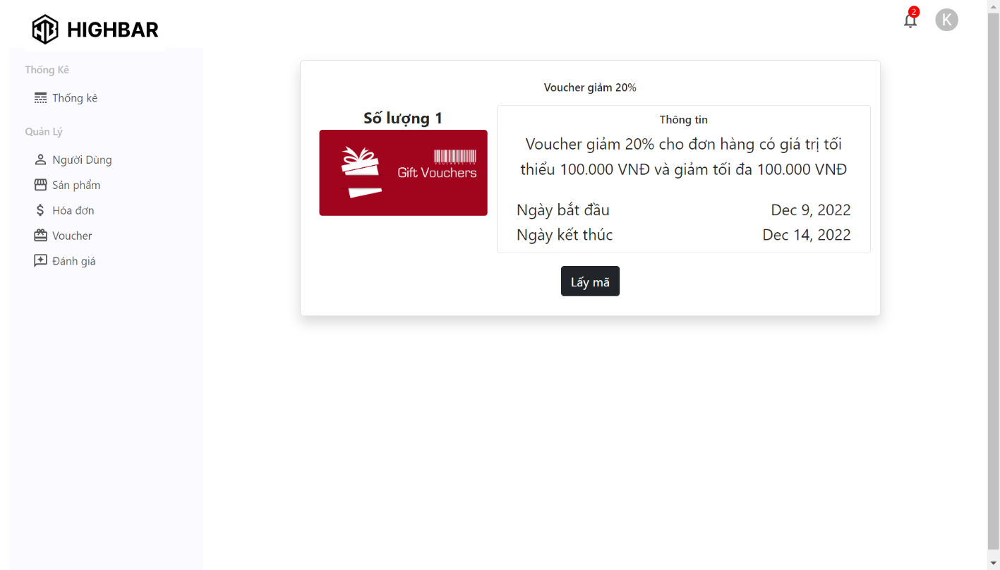 HIGHBAR
2
K
Thống Kê
Thống kê
Quản Lý
Người Dùng
Sản phẩm
Hóa đơn
Voucher
Đánh giá
Voucher giảm 20%
Số lượng 1
Gift Vouchers
Thông tin
Voucher giảm 20% cho đơn hàng có giá trị tối
thiểu 100.000 VNĐ và giảm tối đa 100.000 VNĐ
Ngày bắt đầu Dec 9, 2022
Ngày kết thúc Dec 14, 2022
Lấy mã